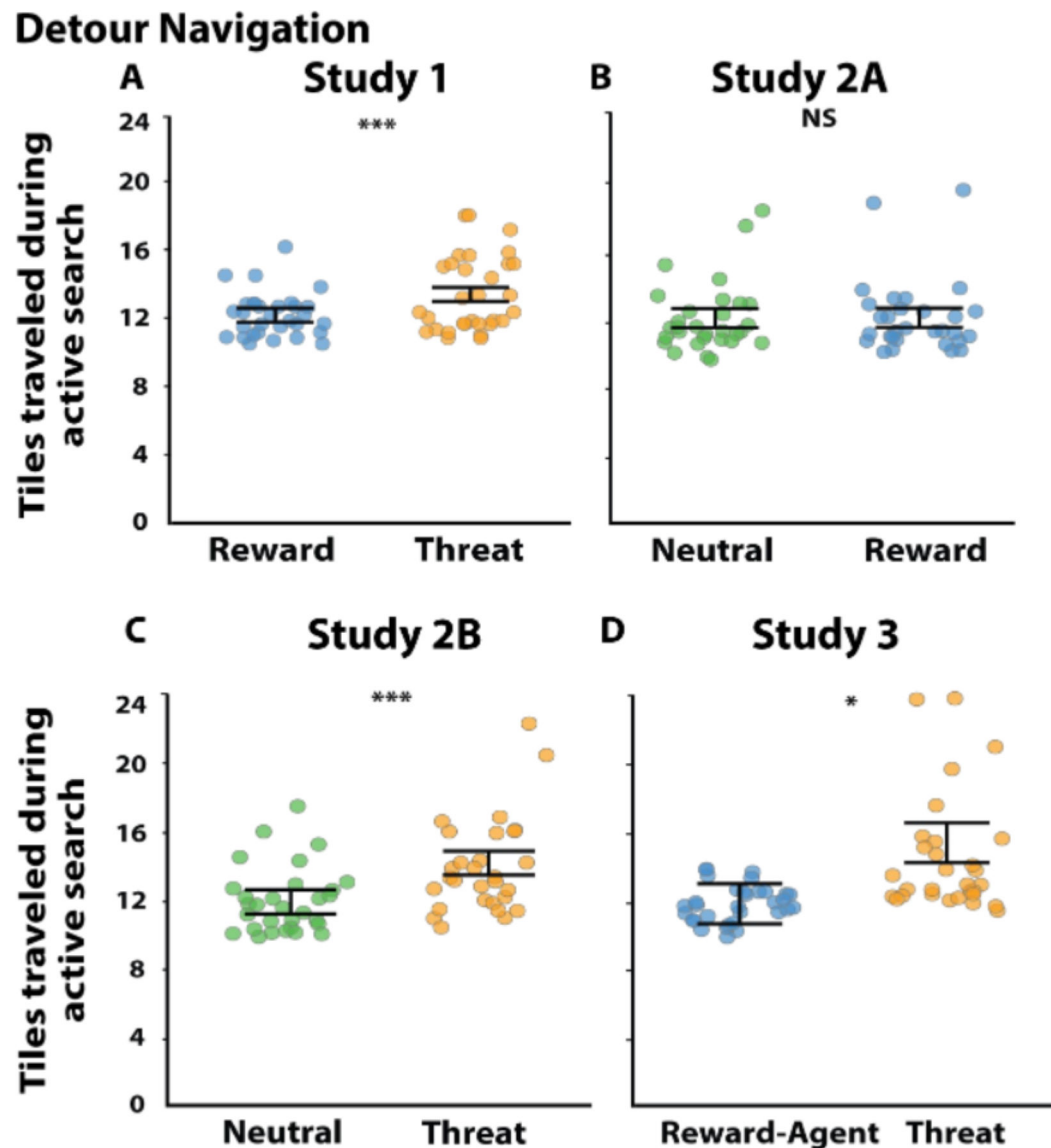 Detour Navigation
A Study 1
***
Tiles traveled during
active search
24
20
16
12
8
4
0
Reward Threat
B Study 2A
NS
Neutral Reward
C Study 2B
***
Tiles traveled during
active search
24
20
16
12
8
4
0
Neutral Threat
D Study 3
*
Reward-Agent Threat